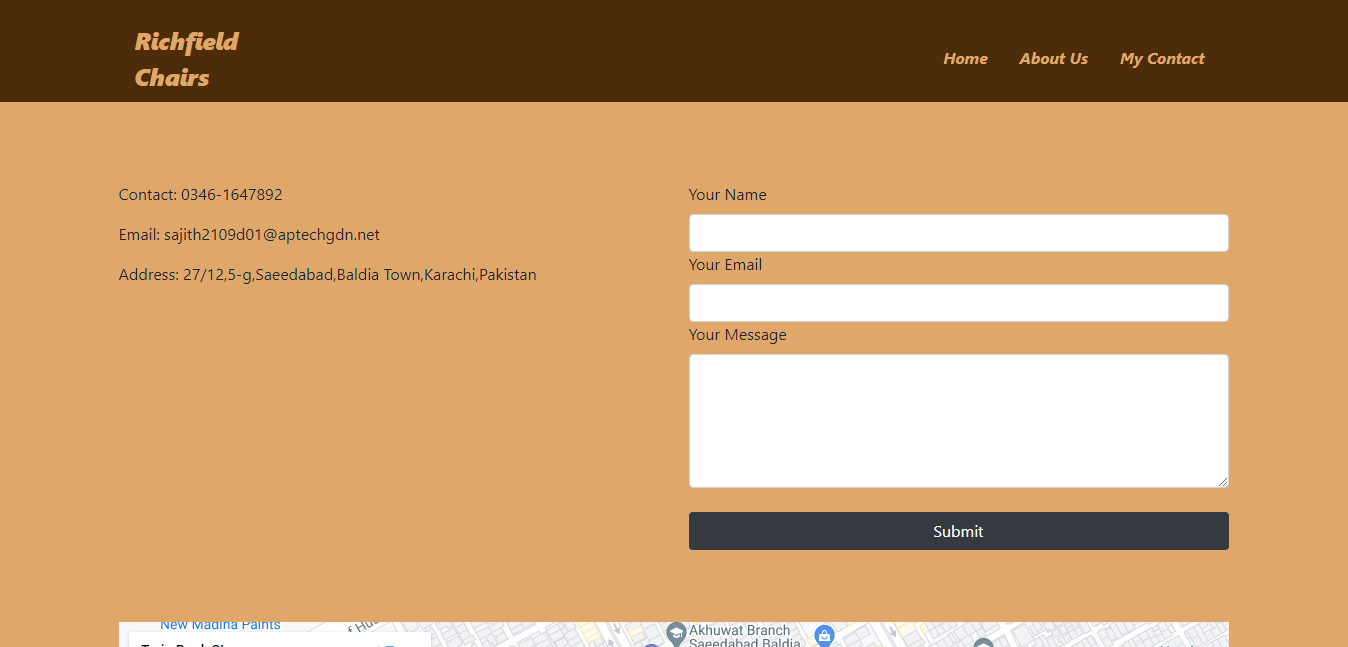 Richfield
Chairs
Home
About Us
My Contact
Contact: 0346-1647892
Email: sajith2109d01@aptechgdn.net
Address: 27/12,5-g,Saeedabad,Baldia Town,Karachi,Pakistan
Your Name
Your Email
Your Message
Submit
New Madina Paints
Akhuwat Branch
Saeedabad Baldia